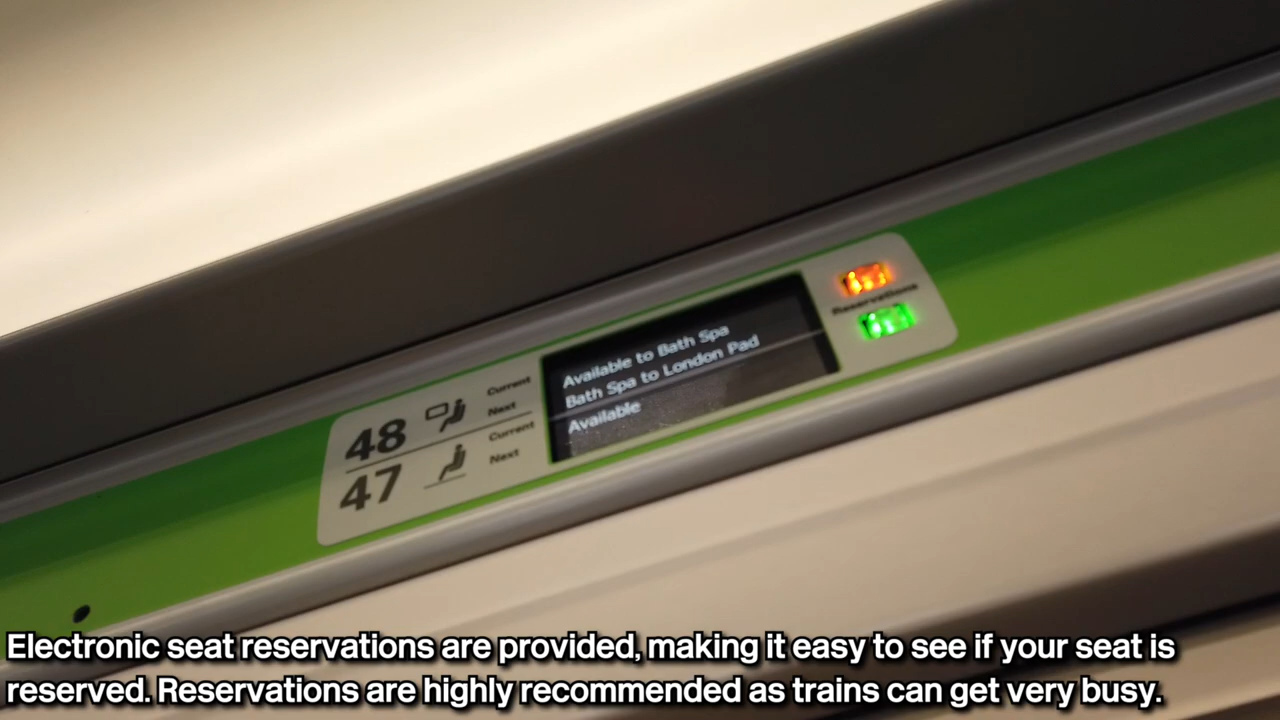 Available to Bath Spa
Bath Spa to London Pad
Available
Reservations
48
Current
Next
47
Current
Next
Electronic seat reservations are provided, making it easy to see if your seat is
reserved. Reservations are highly recommended as trains can get very busy.